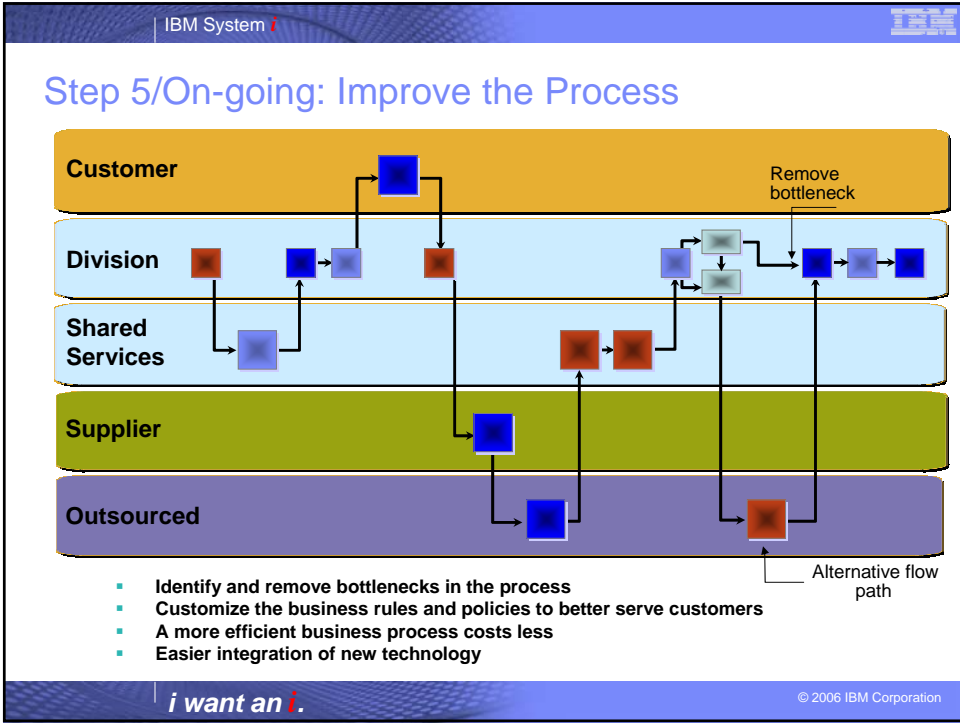 IBM System i
IBM
Step 5/On-going: Improve the Process
Customer
Remove
bottleneck
Division
Shared
Services
Supplier
Outsourced
Alternative flow
path
Identify and remove bottlenecks in the process
Customize the business rules and policies to better serve customers
A more efficient business process costs less
Easier integration of new technology
i want an i.
© 2006 IBM Corporation